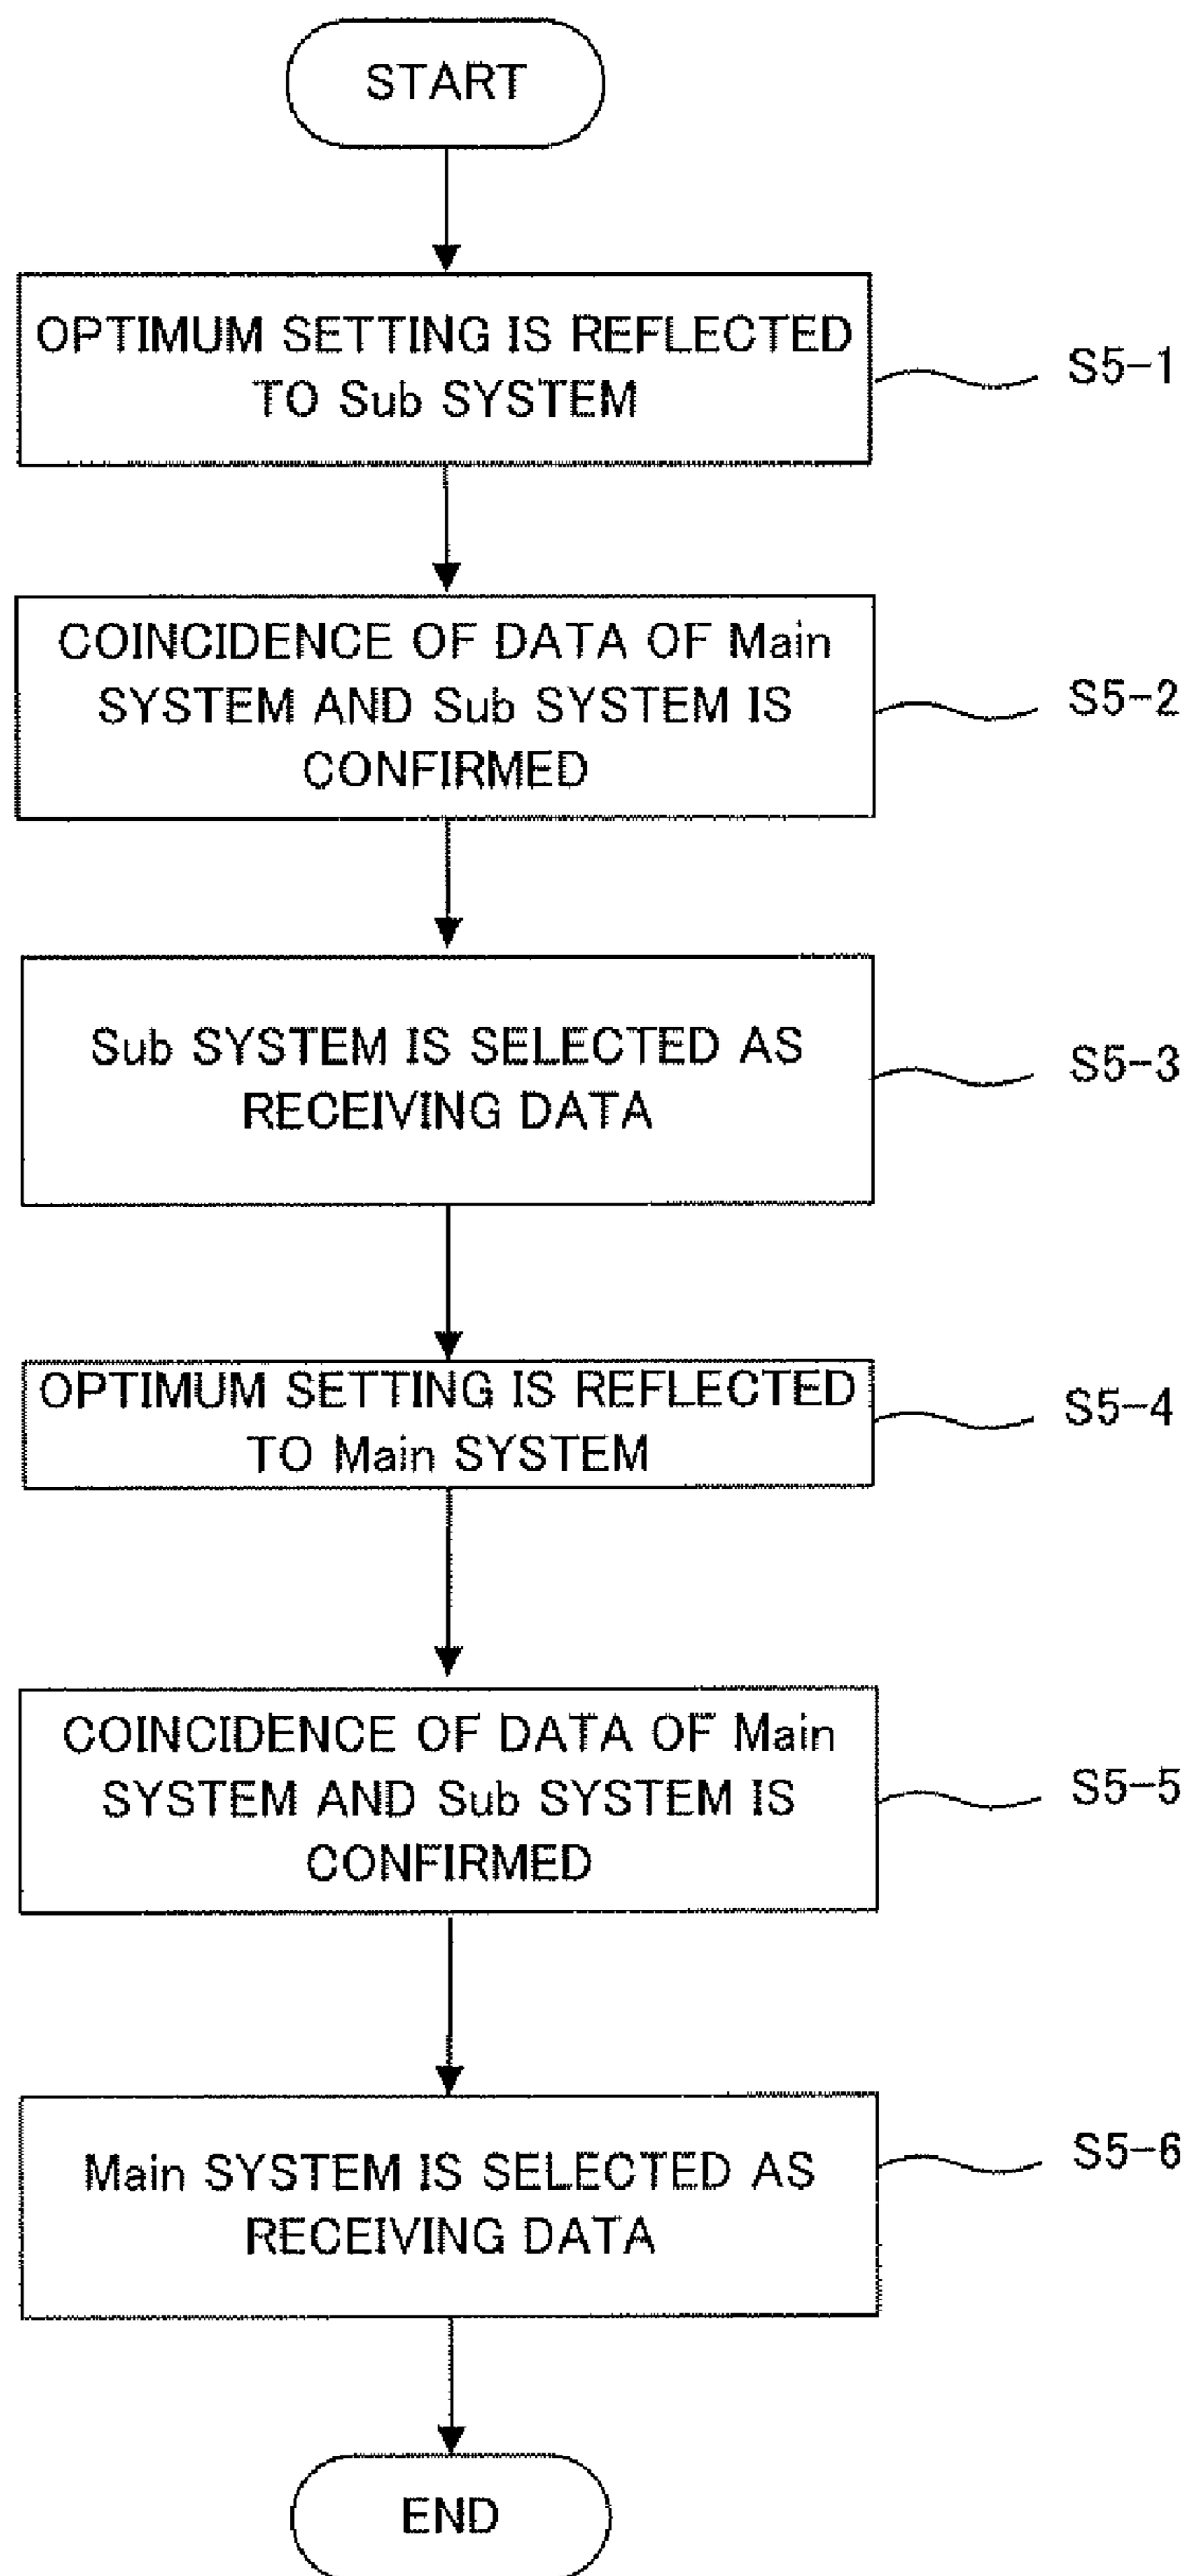 START
OPTIMUM SETTING IS REFLECTED
TO Sub SYSTEM
S5-1
COINCIDENCE OF DATA OF Main
SYSTEM AND Sub SYSTEM IS
CONFIRMED
S5-2
Sub SYSTEM IS SELECTED AS
RECEIVING DATA
S5-3
OPTIMUM SETTING IS REFLECTED
TO Main SYSTEM
S5-4
COINCIDENCE OF DATA OF Main
SYSTEM AND Sub SYSTEM IS
CONFIRMED
S5-5
Main SYSTEM IS SELECTED AS
RECEIVING DATA
S5-6
END